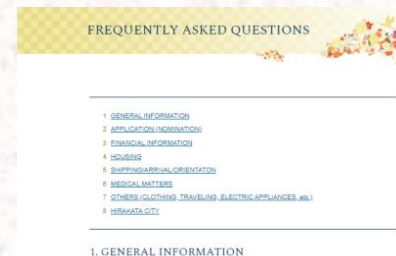 FREQUENTLY ASKED QUESTIONS
1 GENERAL INFORMATION
2 APPLICATION (NOMINATION)
3 FINANCIAL INFORMATION
4 HOUSING
5 SHIPPING/ARRIVAL/ORIENTATON
6 MEDICAL MATTERS
7 OTHERS (CLOTHING, TRAVELING, ELECTRIC APPLIANCES, etc.)
8 HIRAKATA CITY
1. GENERAL INFORMATION